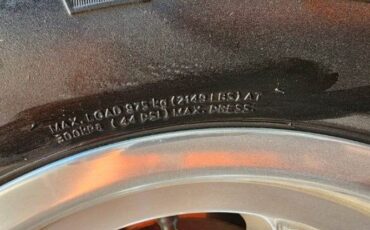 MAX. LOAD 975 kg (2149 LBS) AT
300kPa (44 PSI) MAX. PRESS.